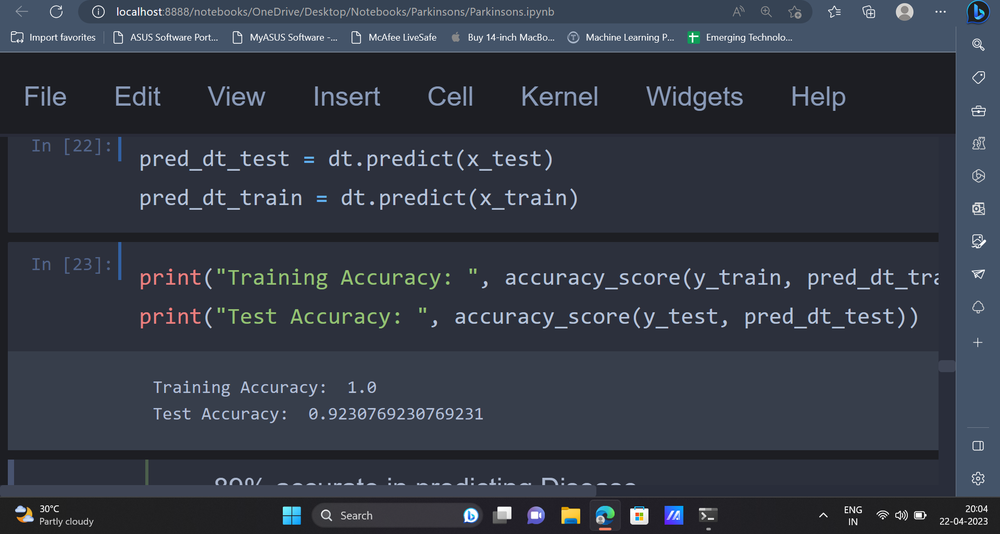 localhost:8888/notebooks/OneDrive/Desktop/Notebooks/Parkinsons/Parkinsons.ipynb
Import favorites ASUS Software Port... MyASUS Software -... McAfee LiveSafe Buy 14-inch MacBo... Machine Learning P... Emerging Technolo...
File Edit View Insert Cell Kernel Widgets Help
In [22]:
pred_dt_test = dt.predict(x_test)
pred_dt_train = dt.predict(x_train)
In [23]:
print("Training Accuracy: ", accuracy_score(y_train, pred_dt_tra
print("Test Accuracy: ", accuracy_score(y_test, pred_dt_test))
Training Accuracy:  1.0
Test Accuracy:  0.9230769230769231
accurate in predicting Disease
30°C
Partly cloudy
Search
ENG
IN
20:04
22-04-2023